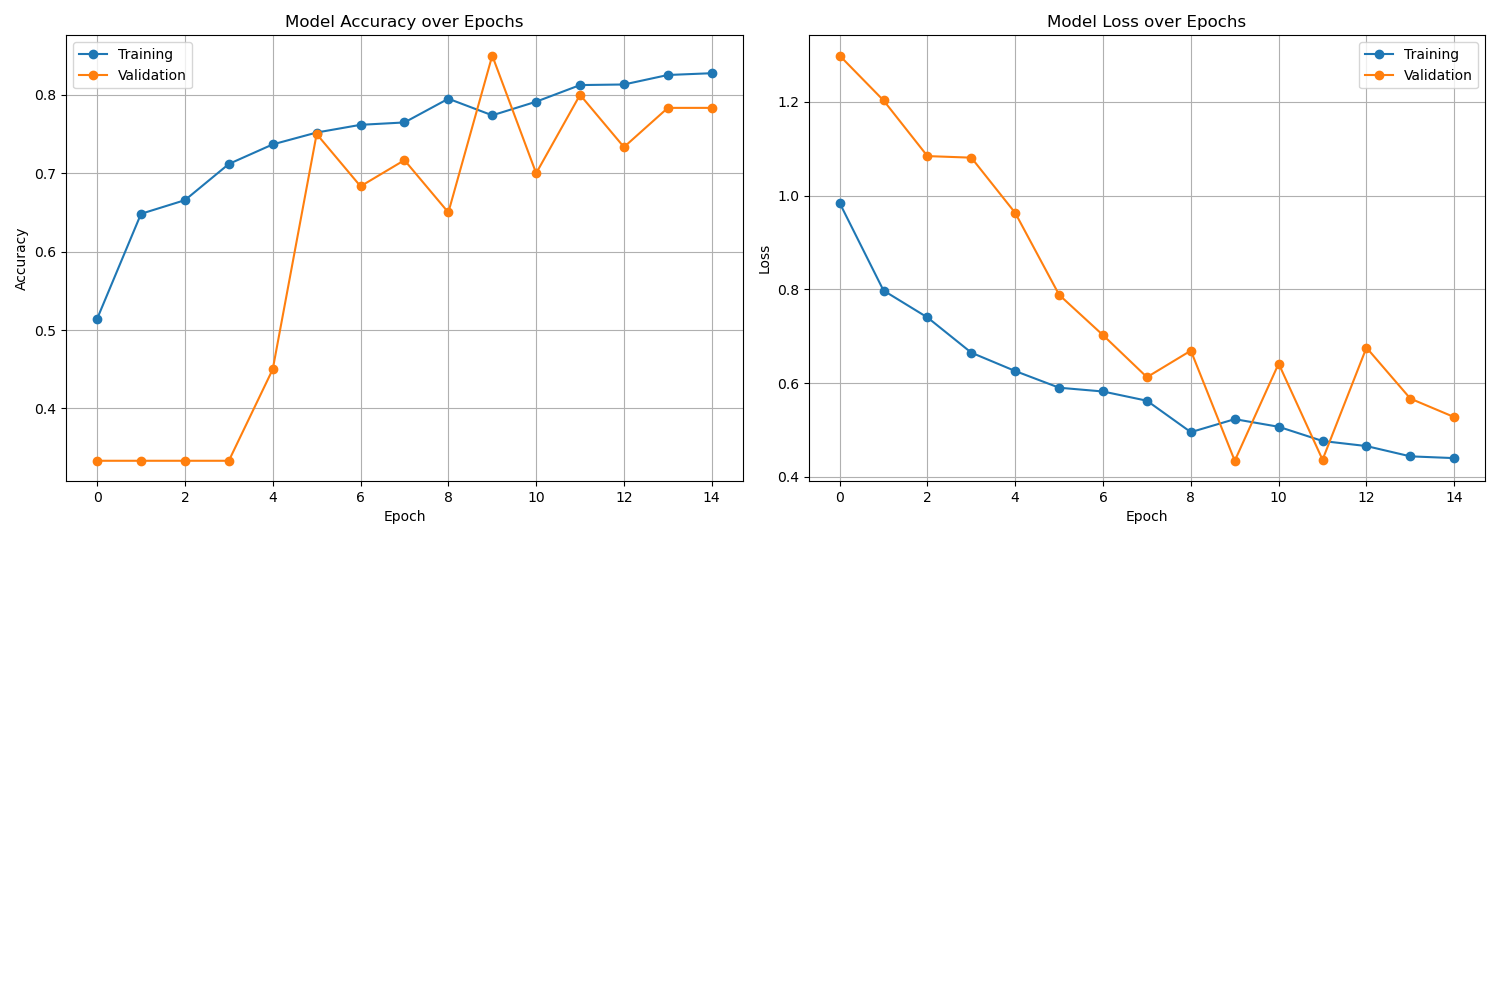 Model Accuracy over Epochs
Training
Validation
0.8
0.7
0.6
0.5
0.4
Accuracy
0 2 4 6 8 10 12 14
Epoch
Model Loss over Epochs
Training
Validation
1.2
1.0
0.8
0.6
0.4
Loss
0 2 4 6 8 10 12 14
Epoch